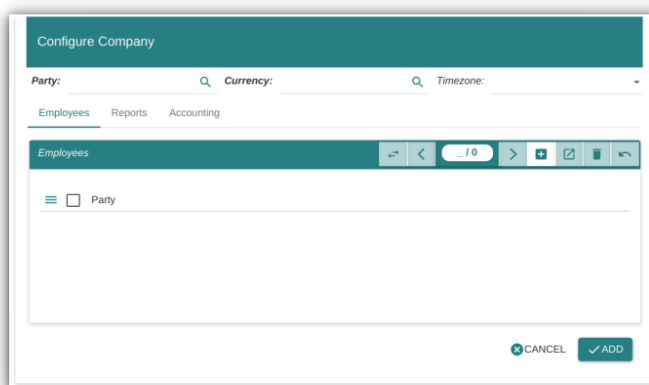 Configure Company
Party: Currency: Timezone:
Employees Reports Accounting
Employees _ / 0
Party
CANCEL ADD